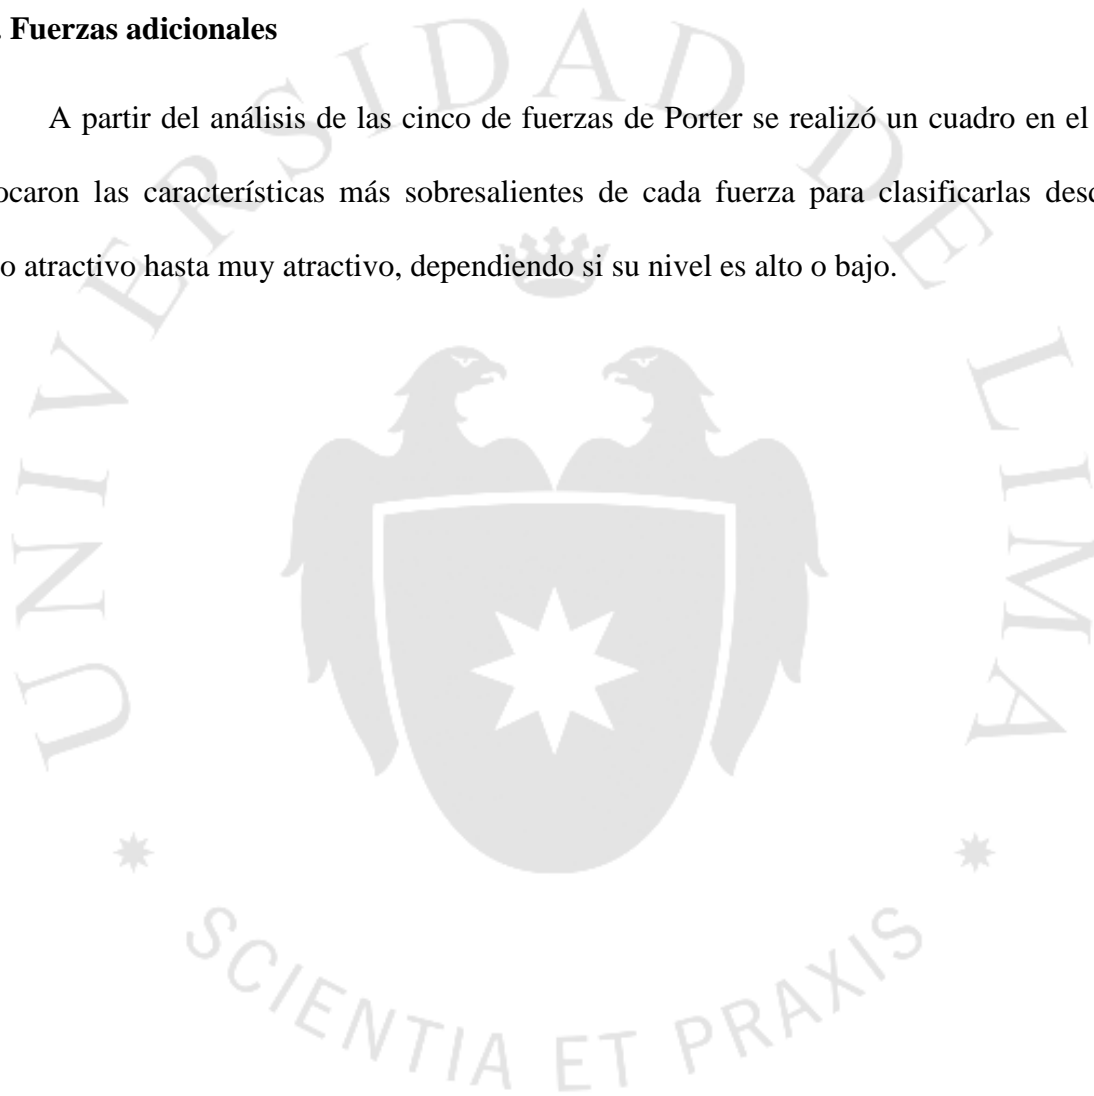 . Fuerzas adicionales
A partir del análisis de las cinco de fuerzas de Porter se realizó un cuadro en el
ocaron las características más sobresalientes de cada fuerza para clasificarlas desd
o atractivo hasta muy atractivo, dependiendo si su nivel es alto o bajo.
UNIVERSIDAD DE LIMA
SCIENTIA ET PRAXIS